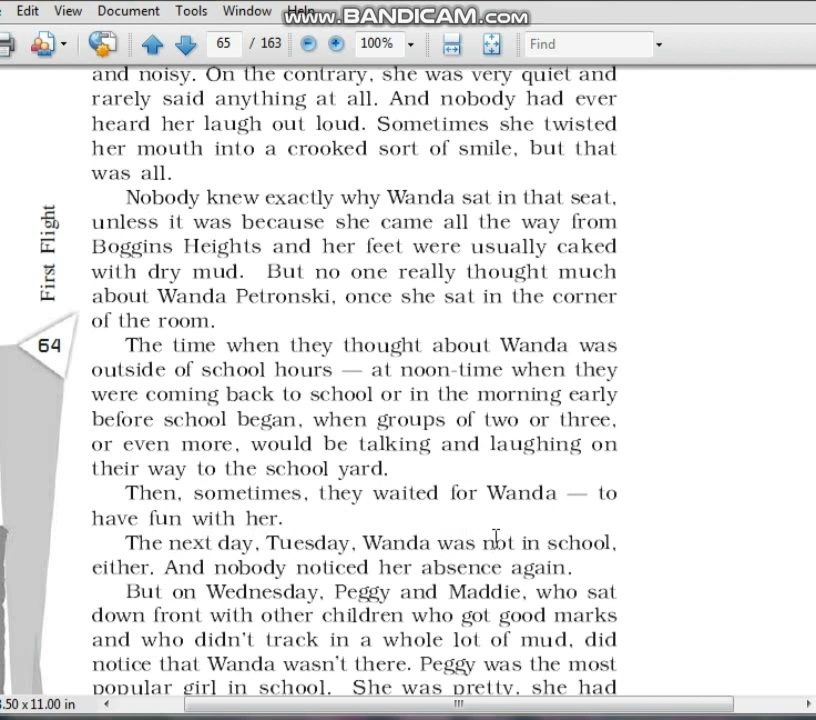 Edit View Document Tools Window Help
www.BANDICAM.com
65 / 163 100% Find
and noisy. On the contrary, she was very quiet and
rarely said anything at all. And nobody had ever
heard her laugh out loud. Sometimes she twisted
her mouth into a crooked sort of smile, but that
was all.
Nobody knew exactly why Wanda sat in that seat,
unless it was because she came all the way from
Boggins Heights and her feet were usually caked
with dry mud. But no one really thought much
about Wanda Petronski, once she sat in the corner
of the room.
First Flight
64
The time when they thought about Wanda was
outside of school hours — at noon-time when they
were coming back to school or in the morning early
before school began, when groups of two or three,
or even more, would be talking and laughing on
their way to the school yard.
Then, sometimes, they waited for Wanda — to
have fun with her.
The next day, Tuesday, Wanda was not in school,
either. And nobody noticed her absence again.
But on Wednesday, Peggy and Maddie, who sat
down front with other children who got good marks
and who didn't track in a whole lot of mud, did
notice that Wanda wasn't there. Peggy was the most
popular girl in school. She was pretty, she had
.50 x 11.00 in